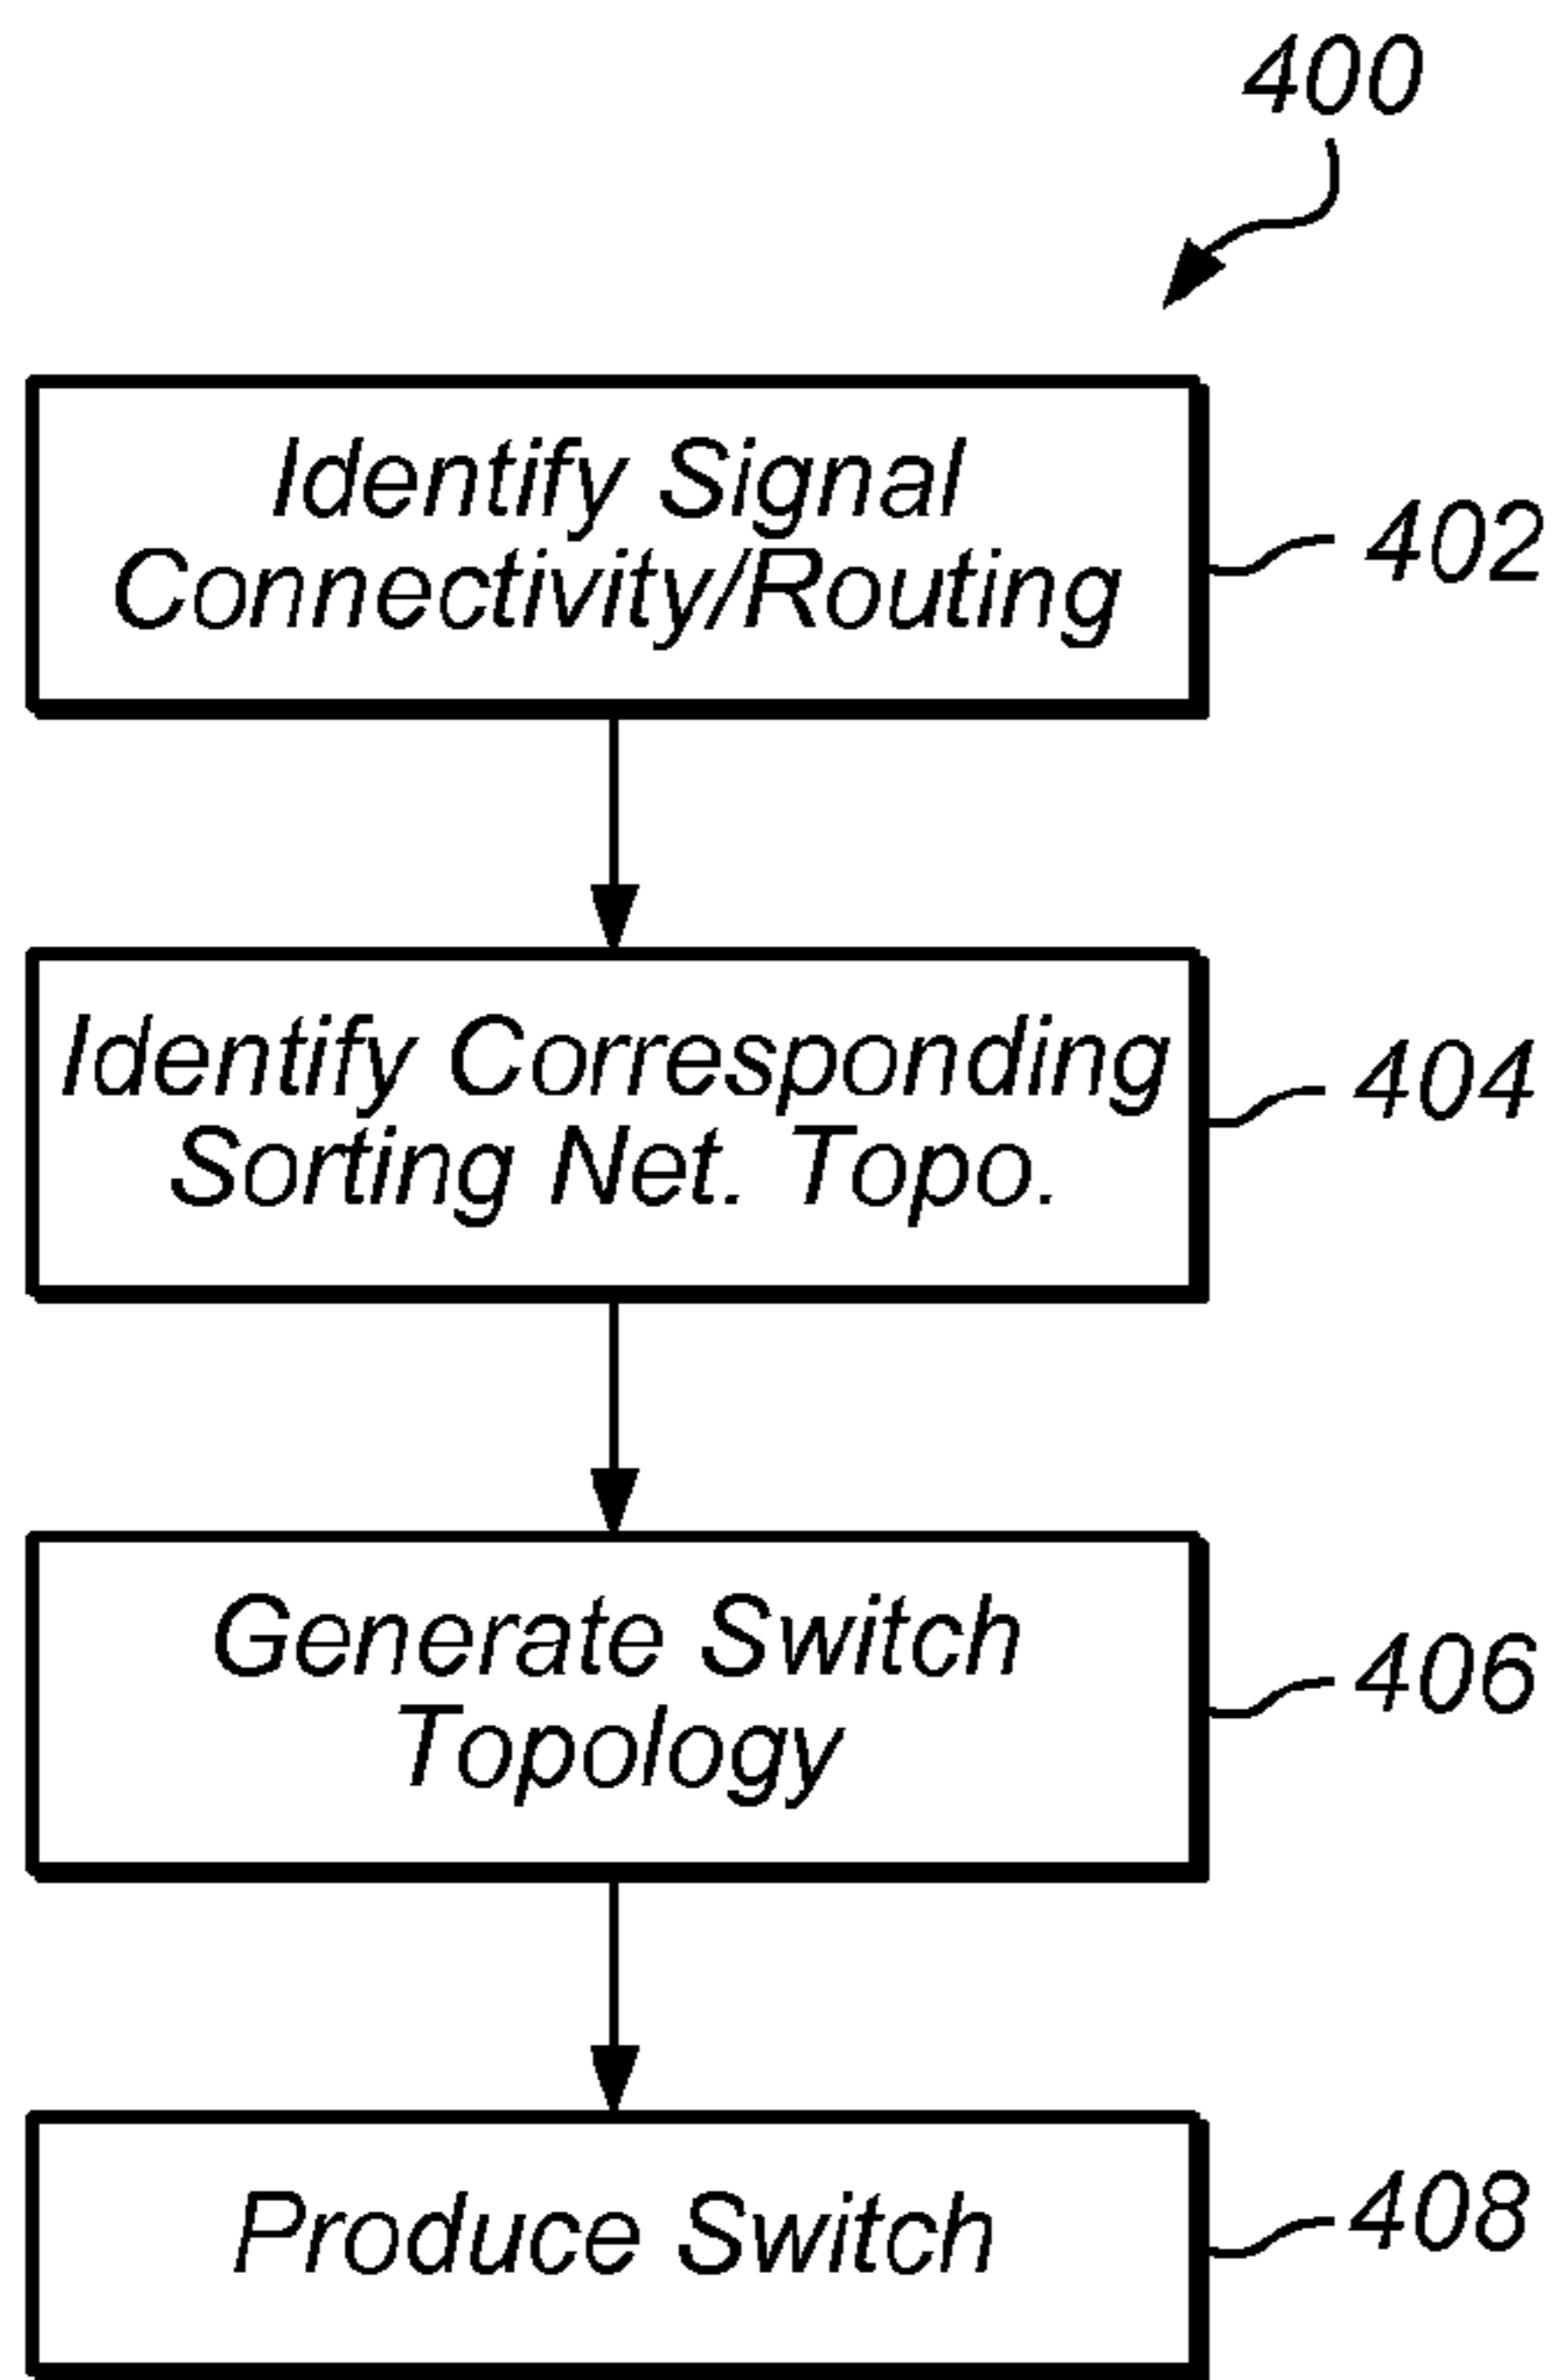 400
Identify Signal
Connectivity/Routing
402
Identify Corresponding
Sorting Net. Topo.
404
Generate Switch
Topology
406
Produce Switch
408